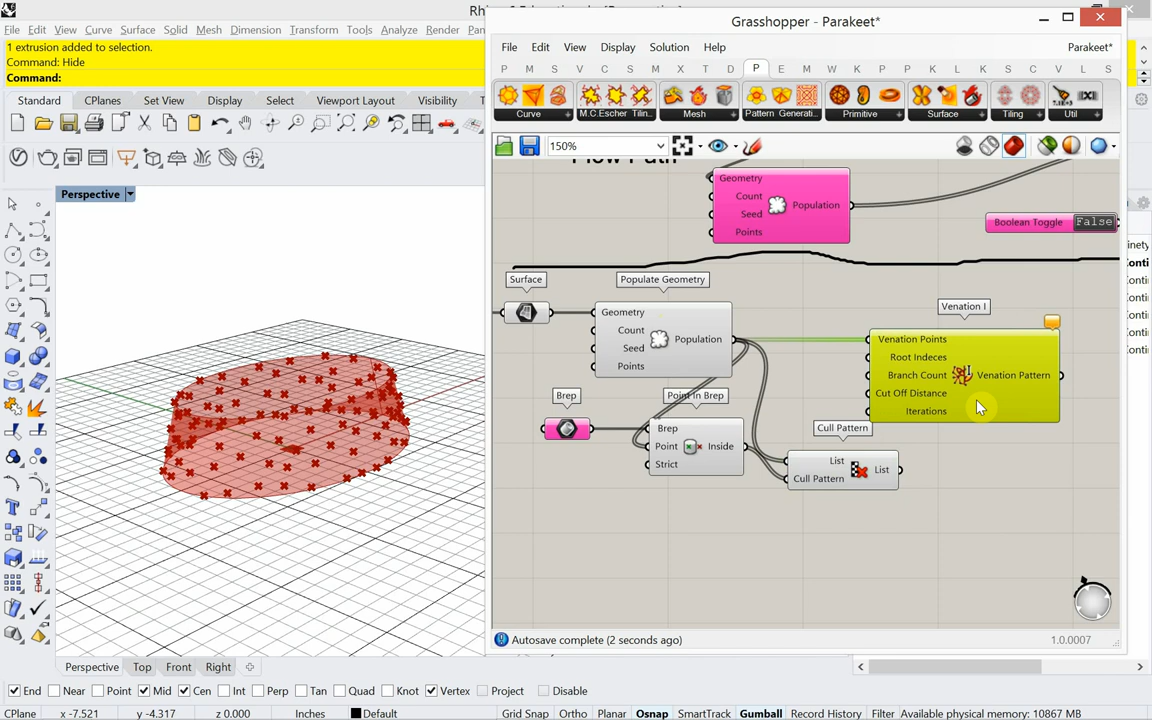 Rh
Grasshopper - Parakeet*
File Edit View Curve Surface Solid Mesh Dimension Transform Tools Analyze Render
1 extrusion added to selection.
Command: Hide
Command:
File Edit View Display Solution Help
Parakeet*
P M S V C S M X T D P E M W K P P K L K C V L S
Standard CPlanes Set View Display Select Viewport Layout Visibility
Curve M.C.Escher Tilin... Mesh Pattern Generati... Primitive Surface Tiling Util
150%
Perspective
Flow Path
Geometry
Count
Seed
Points
Population
Boolean Toggle False
Surface
Populate Geometry
Venation I
Geometry
Count
Seed
Points
Population
Venation Points
Root Indeces
Branch Count
Cut Off Distance
Iterations
Venation Pattern
Brep
Point In Brep
Cull Pattern
Brep
Point
Strict
Inside
List
Cull Pattern
List
Autosave complete (2 seconds ago)
1.0.0007
Perspective Top Front Right
End Near Point Mid Cen Int Perp Tan Quad Knot Vertex Project Disable
CPlane x -7.521 y -4.317 z 0.000 Inches Default Grid Snap Ortho Planar Osnap SmartTrack Gumball Record History Filter Available physical memory: 10867 MB